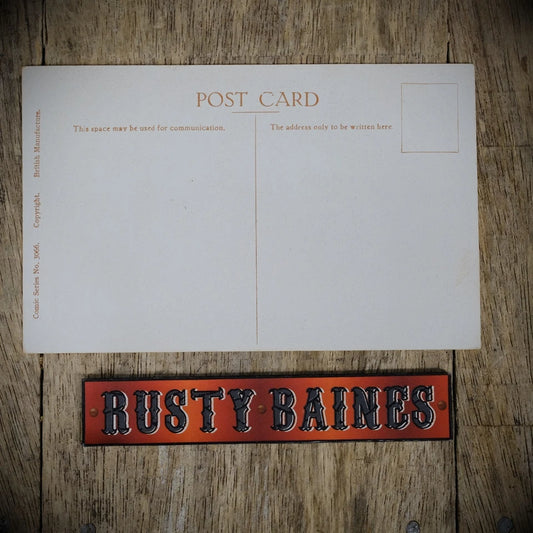 POST CARD
This space may be used for communication.
The address only to be written here
Comic Series No. 3066. Copyright. British Manufacture.
RUSTY BAINES